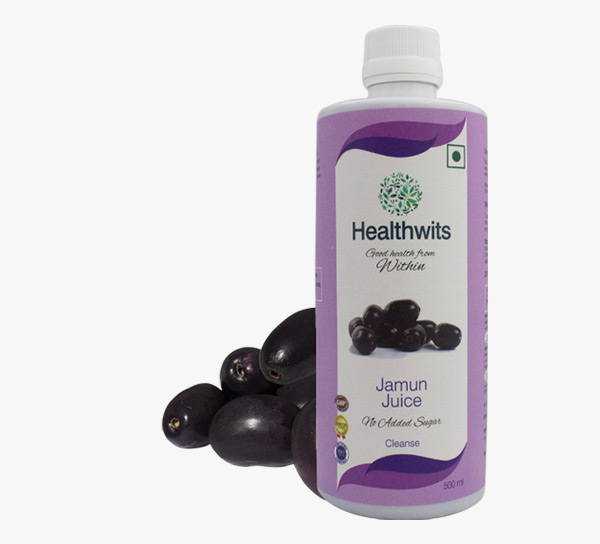 Healthwits
Good health from
Within
Jamun
Juice
No Added Sugar
Cleanse
500 ml